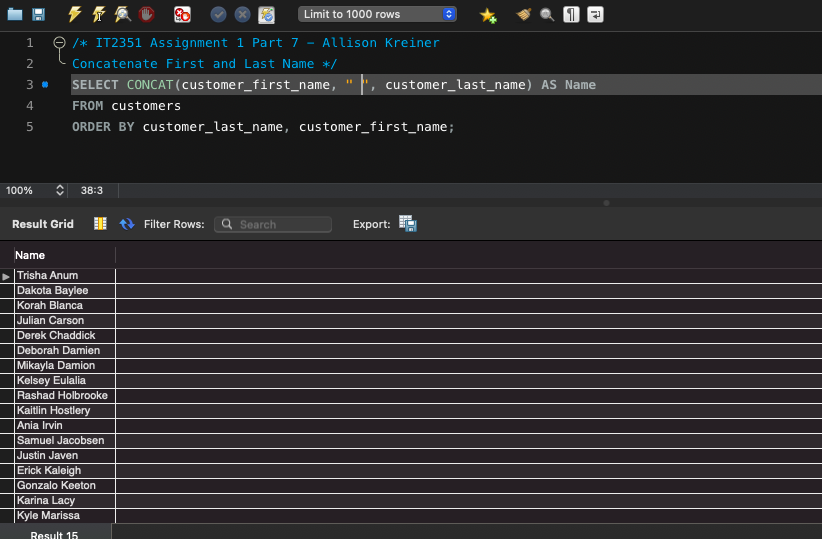 Limit to 1000 rows
1 /* IT2351 Assignment 1 Part 7 - Allison Kreiner
2 Concatenate First and Last Name */
3 SELECT CONCAT(customer_first_name, " ", customer_last_name) AS Name
4 FROM customers
5 ORDER BY customer_last_name, customer_first_name;
100% 38:3
Result Grid Filter Rows: Search Export:
Name
Trisha Anum
Dakota Baylee
Korah Blanca
Julian Carson
Derek Chaddick
Deborah Damien
Mikayla Damion
Kelsey Eulalia
Rashad Holbrooke
Kaitlin Hostlery
Ania Irvin
Samuel Jacobsen
Justin Javen
Erick Kaleigh
Gonzalo Keeton
Karina Lacy
Kyle Marissa
Result 15